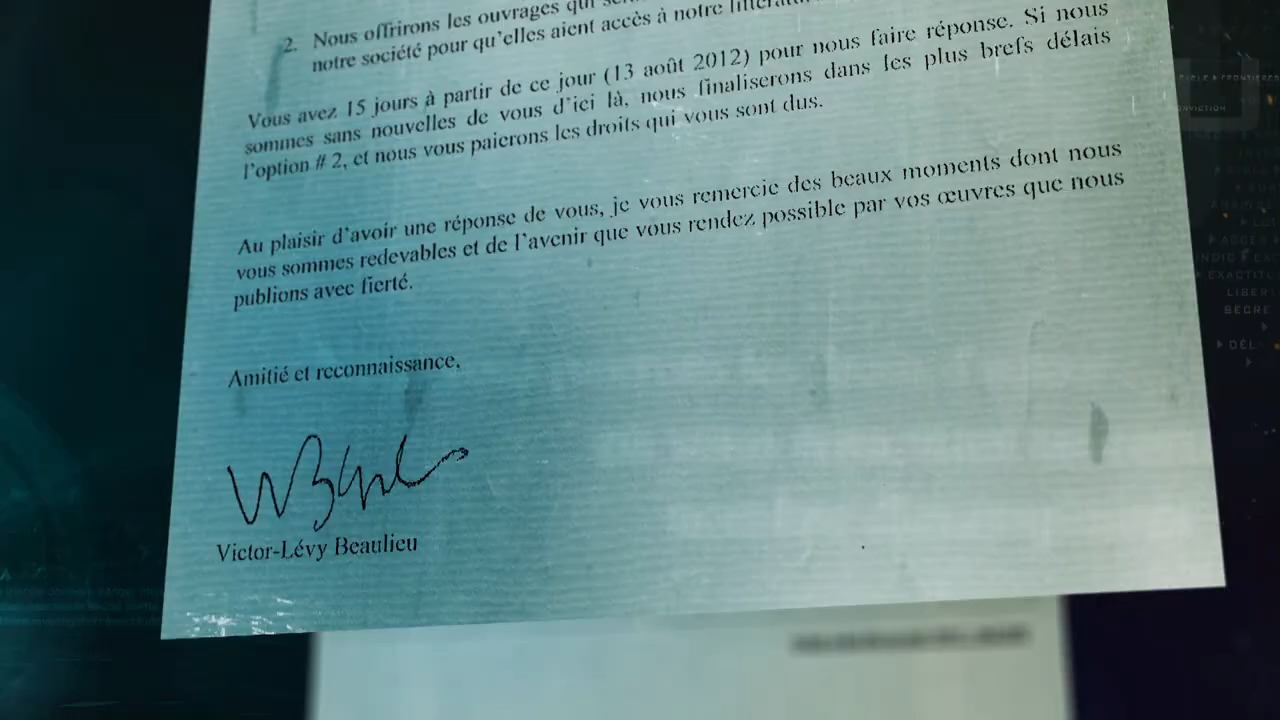 2. Nous offrirons les ouvrages qui
notre société pour qu'elles aient accès à notre
Vous avez 15 jours à partir de ce jour (13 août 2012) pour nous faire réponse. Si nous
sommes sans nouvelles de vous d'ici là, nous finaliserons dans les plus brefs délais
l'option # 2, et nous vous paierons les droits qui vous sont dus.
Au plaisir d'avoir une réponse de vous, je vous remercie des beaux moments dont nous
vous sommes redevables et de l'avenir que vous rendez possible par vos œuvres que nous
publions avec fierté.
Amitié et reconnaissance,
Victor-Lévy Beaulieu
EXACTITU
LIBER